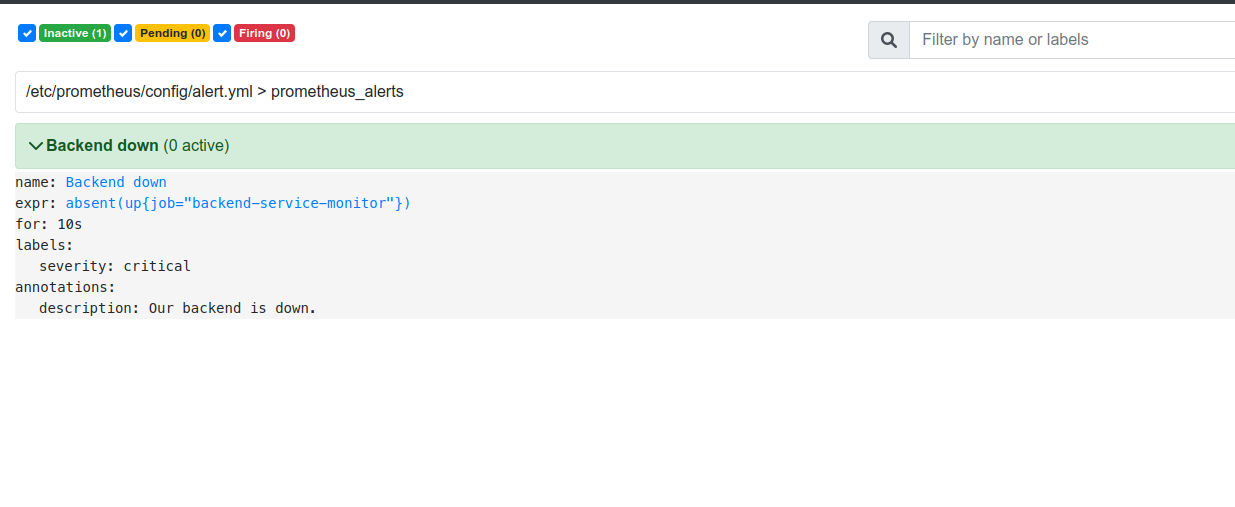 Inactive (1) Pending (0) Firing (0)
Filter by name or labels
/etc/prometheus/config/alert.yml > prometheus_alerts
Backend down (0 active)
name: Backend down
expr: absent(up{job="backend-service-monitor"})
for: 10s
labels:
severity: critical
annotations:
description: Our backend is down.